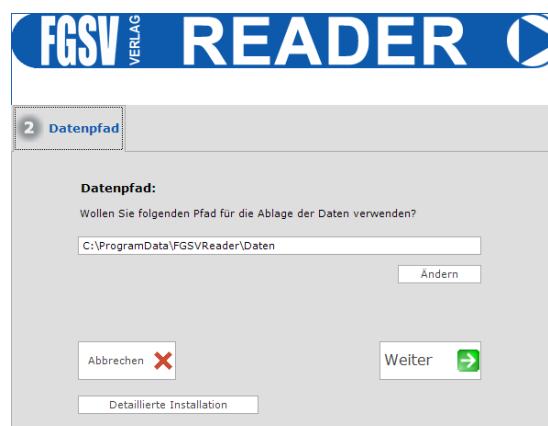 FGSV VERLAG READER
2 Datenpfad
Datenpfad:
Wollen Sie folgenden Pfad für die Ablage der Daten verwenden?
C:\ProgramData\FGSVReader\Daten
Ändern
Abbrechen
Weiter
Detaillierte Installation